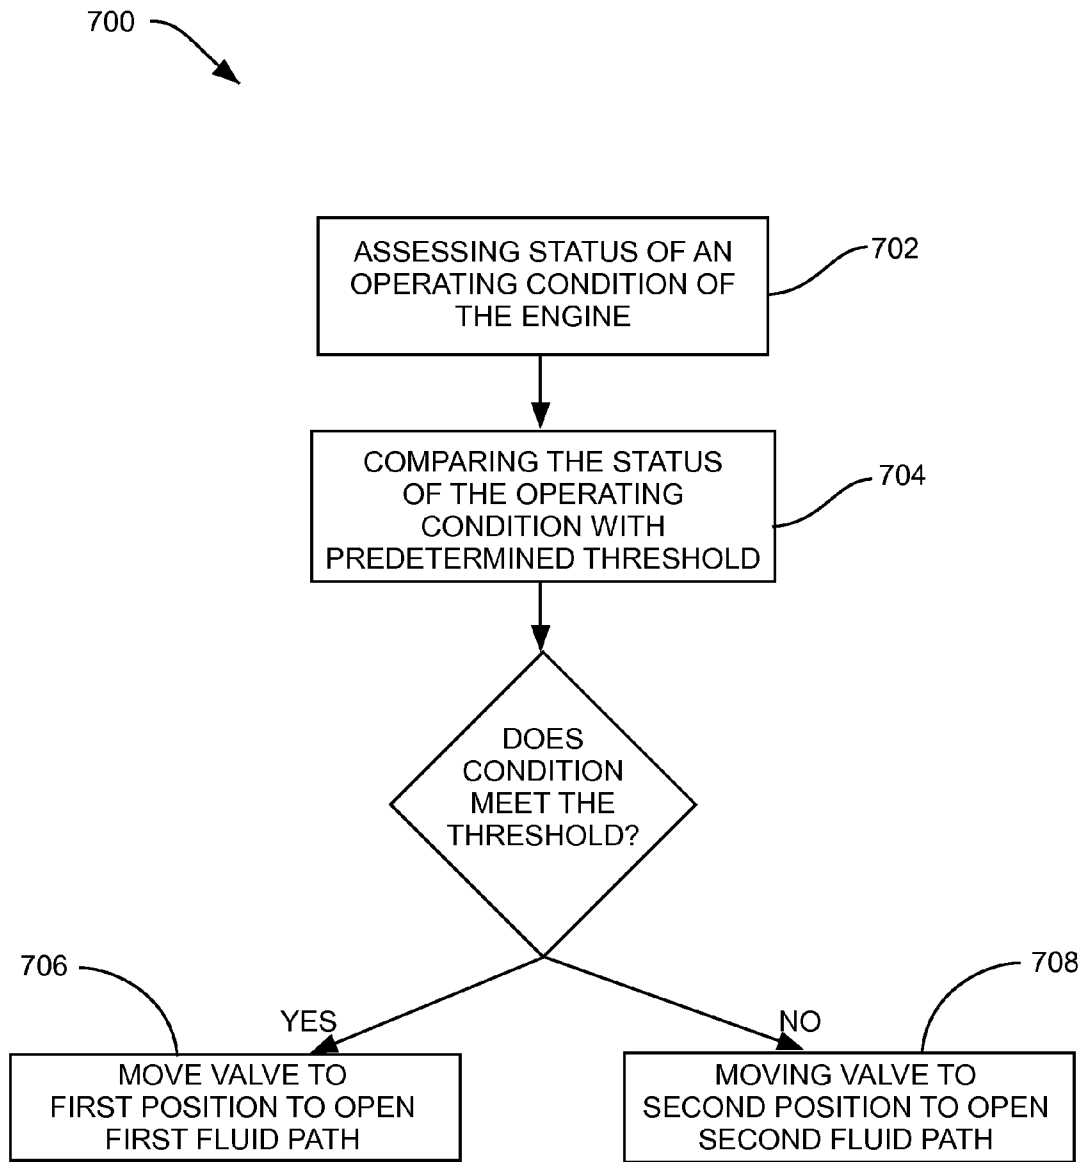 700
ASSESSING STATUS OF AN
OPERATING CONDITION OF
THE ENGINE
702
COMPARING THE STATUS
OF THE OPERATING
CONDITION WITH
PREDETERMINED THRESHOLD
704
DOES
CONDITION
MEET THE
THRESHOLD?
706
708
YES
NO
MOVE VALVE TO
FIRST POSITION TO OPEN
FIRST FLUID PATH
MOVING VALVE TO
SECOND POSITION TO OPEN
SECOND FLUID PATH